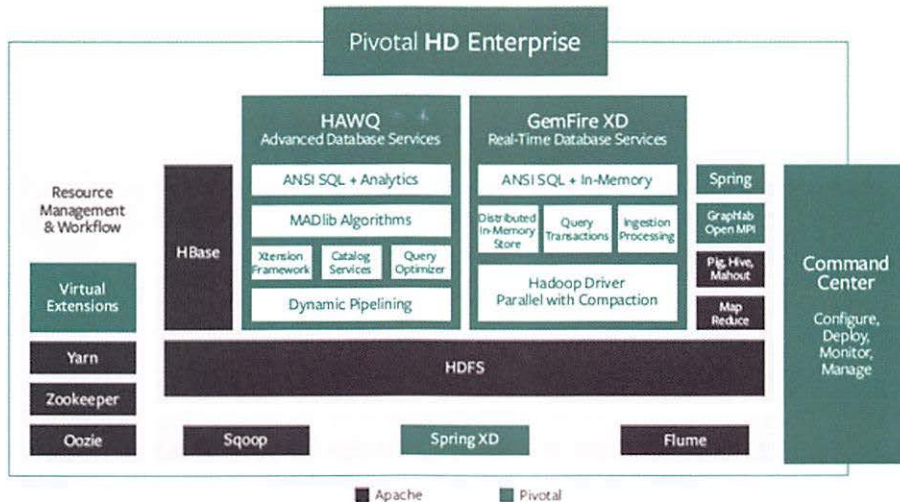 Pivotal HD Enterprise
HAWQ
Advanced Database Services
ANSI SQL + Analytics
MADlib Algorithms
Xtension
Framework
Catalog
Services
Query
Optimizer
Dynamic Pipelining
GemFire XD
Real-Time Database Services
ANSI SQL + In-Memory
Distributed
In-Memory
Store
Query
Transactions
Ingestion
Processing
Hadoop Driver
Parallel with Compaction
Resource
Management
& Workflow
Virtual
Extensions
Yarn
Zookeeper
Oozie
HBase
Spring
GraphLab
Open MPI
Pig, Hive,
Mahout
Map
Reduce
HDFS
Sqoop
Spring XD
Flume
Command
Center
Configure,
Deploy,
Monitor,
Manage
Apache
Pivotal